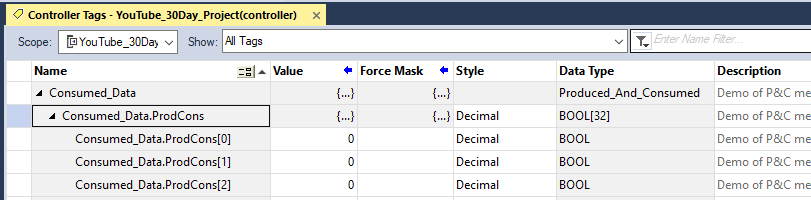 Controller Tags - YouTube_30Day_Project(controller)
Scope: YouTube_30Day Show: All Tags Enter Name Filter...
Name Value Force Mask Style Data Type Description
Consumed_Data {...} {...} Produced_And_Consumed Demo of P&C me
Consumed_Data.ProdCons {...} {...} Decimal BOOL[32] Demo of P&C me
Consumed_Data.ProdCons[0] 0 Decimal BOOL Demo of P&C me
Consumed_Data.ProdCons[1] 0 Decimal BOOL Demo of P&C me
Consumed_Data.ProdCons[2] 0 Decimal BOOL Demo of P&C me